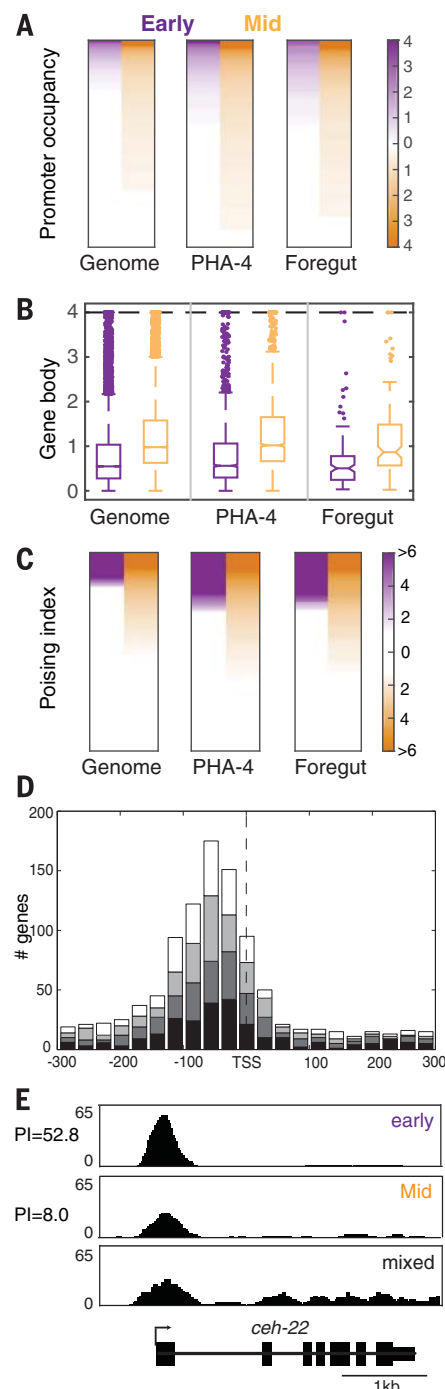 A
Early Mid
Promoter occupancy
4
3
2
1
0
1
2
3
4
Genome PHA-4 Foregut
B
Gene body
4
3
2
1
0
Genome PHA-4 Foregut
C
Poising index
>6
4
2
0
2
4
>6
Genome PHA-4 Foregut
D
# genes
200
150
100
50
0
-300 -200 -100 TSS 100 200 300
E
PI=52.8
65
0
early
PI=8.0
65
0
Mid
65
0
mixed
ceh-22
1kb